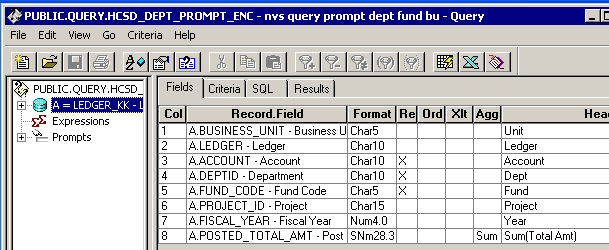 PUBLIC.QUERY.HCSD_DEPT_PROMPT_ENC - nvs query prompt dept fund bu - Query
File Edit View Go Criteria Help
PUBLIC.QUERY.HCSD_
A = LEDGER_KK - L
Expressions
Prompts
Fields Criteria SQL Results
Col Record.Field Format Re Ord Xlt Agg Hea
1 A.BUSINESS_UNIT - Business U Char5 Unit
2 A.LEDGER - Ledger Char10 Ledger
3 A.ACCOUNT - Account Char10 X Account
4 A.DEPTID - Department Char10 X Dept
5 A.FUND_CODE - Fund Code Char5 X Fund
6 A.PROJECT_ID - Project Char15 Project
7 A.FISCAL_YEAR - Fiscal Year Num4.0 Year
8 A.POSTED_TOTAL_AMT - Post SNm28.3 Sum Sum(Total Amt)